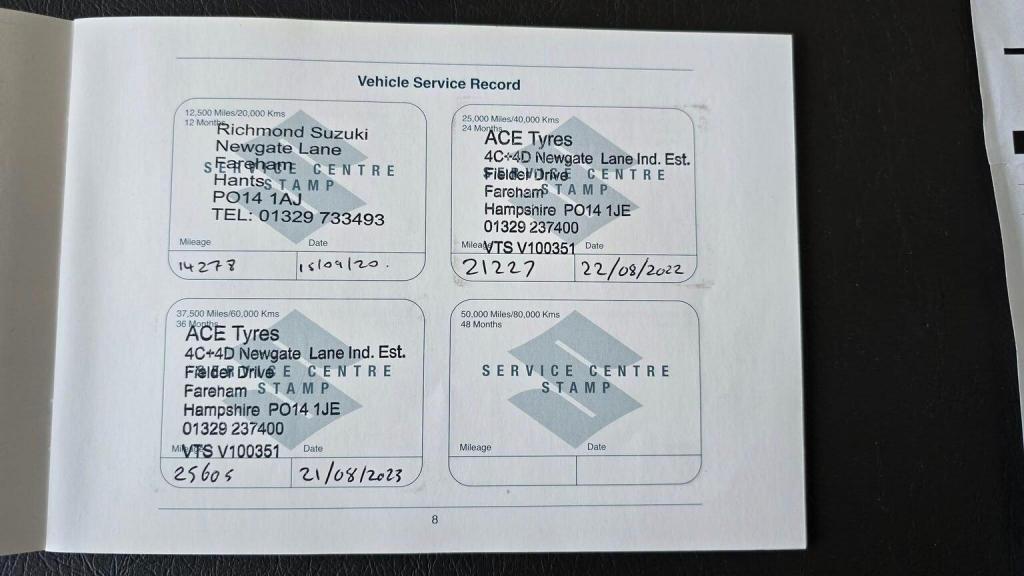 Vehicle Service Record
12,500 Miles/20,000 Kms
12 Months
Richmond Suzuki
Newgate Lane
Fareham
SERVICE CENTRE
Hants
STAMP
PO14 1AJ
TEL: 01329 733493
Mileage Date
14278 15/09/20.
25,000 Miles/40,000 Kms
24 Months
ACE Tyres
4C+4D Newgate Lane Ind. Est.
SERVICE CENTRE
Fielder Drive
STAMP
Fareham
Hampshire PO14 1JE
01329 237400
Mileage Date
VTS V100351
21227 22/08/2022
37,500 Miles/60,000 Kms
36 Months
ACE Tyres
4C+4D Newgate Lane Ind. Est.
SERVICE CENTRE
Fielder Drive
STAMP
Fareham
Hampshire PO14 1JE
01329 237400
Mileage Date
VTS V100351
25605 21/08/2023
50,000 Miles/80,000 Kms
48 Months
SERVICE CENTRE
STAMP
Mileage Date
8